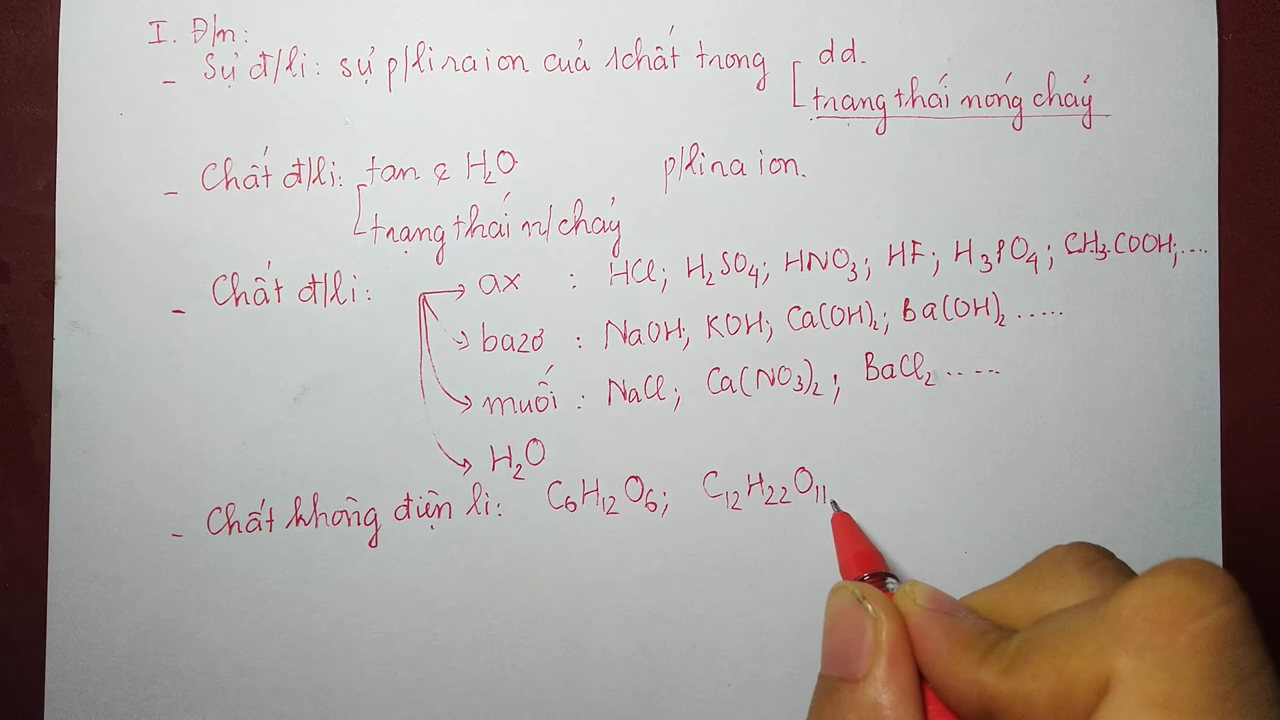 I. Đ/n:
- Sự đ/li: sự p/li ra ion của 1 chất trong dd.
trạng thái nóng chảy
- Chất đ/li: tan ¢ H₂O p/li ra ion.
trạng thái n/chảy
- Chất đ/li: ax : HCl; H₂SO₄; HNO₃; HF; H₃PO₄; CH₃COOH;....
bazơ : NaOH; KOH; Ca(OH)₂; Ba(OH)₂.....
muối : NaCl; Ca(NO₃)₂; BaCl₂.....
H₂O
- Chất không điện li: C₆H₁₂O₆; C₁₂H₂₂O₁₁